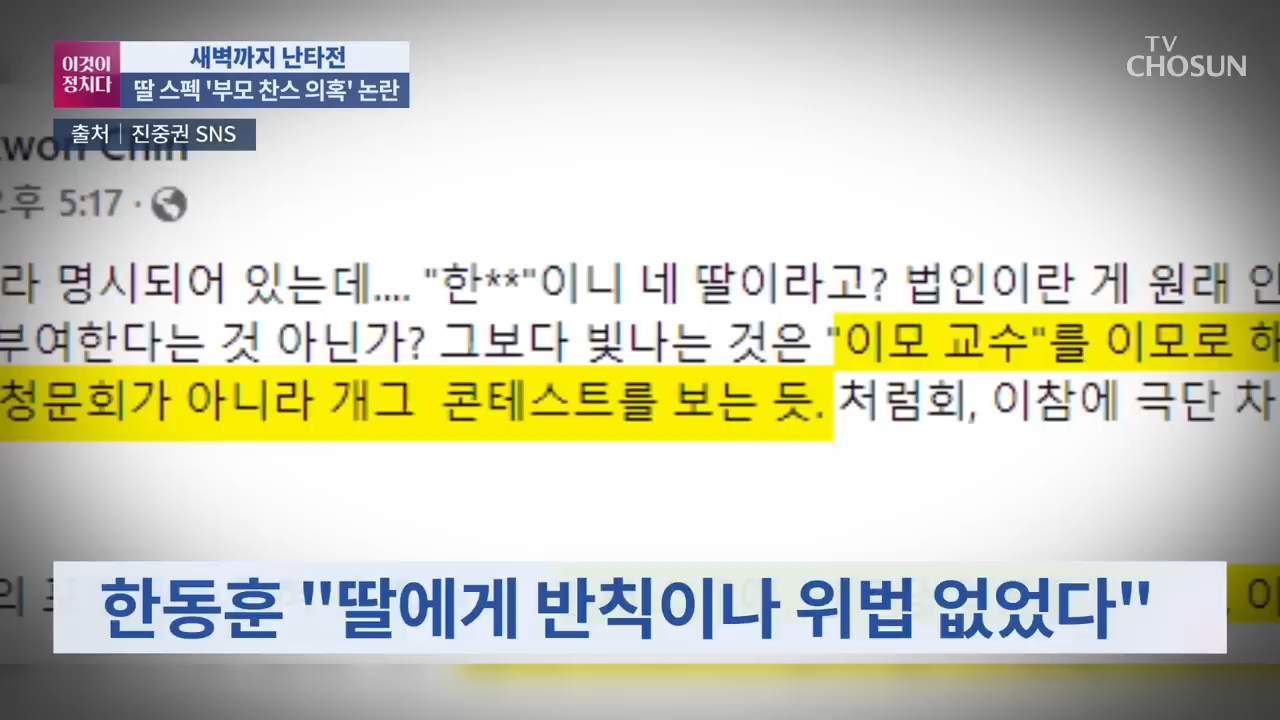 TV
CHOSUN
이것이
정치다
새벽까지 난타전
딸 스펙 '부모 찬스 의혹' 논란
출처 | 진중권 SNS
오후 5:17 ·
라 명시되어 있는데.... "한**"이니 네 딸이라고? 법인이란 게 원래
부여한다는 것 아닌가? 그보다 빛나는 것은 "이모 교수"를 이모로
청문회가 아니라 개그 콘테스트를 보는 듯. 처럼회, 이참에 극단 차
의
한동훈 "딸에게 반칙이나 위법 없었다"